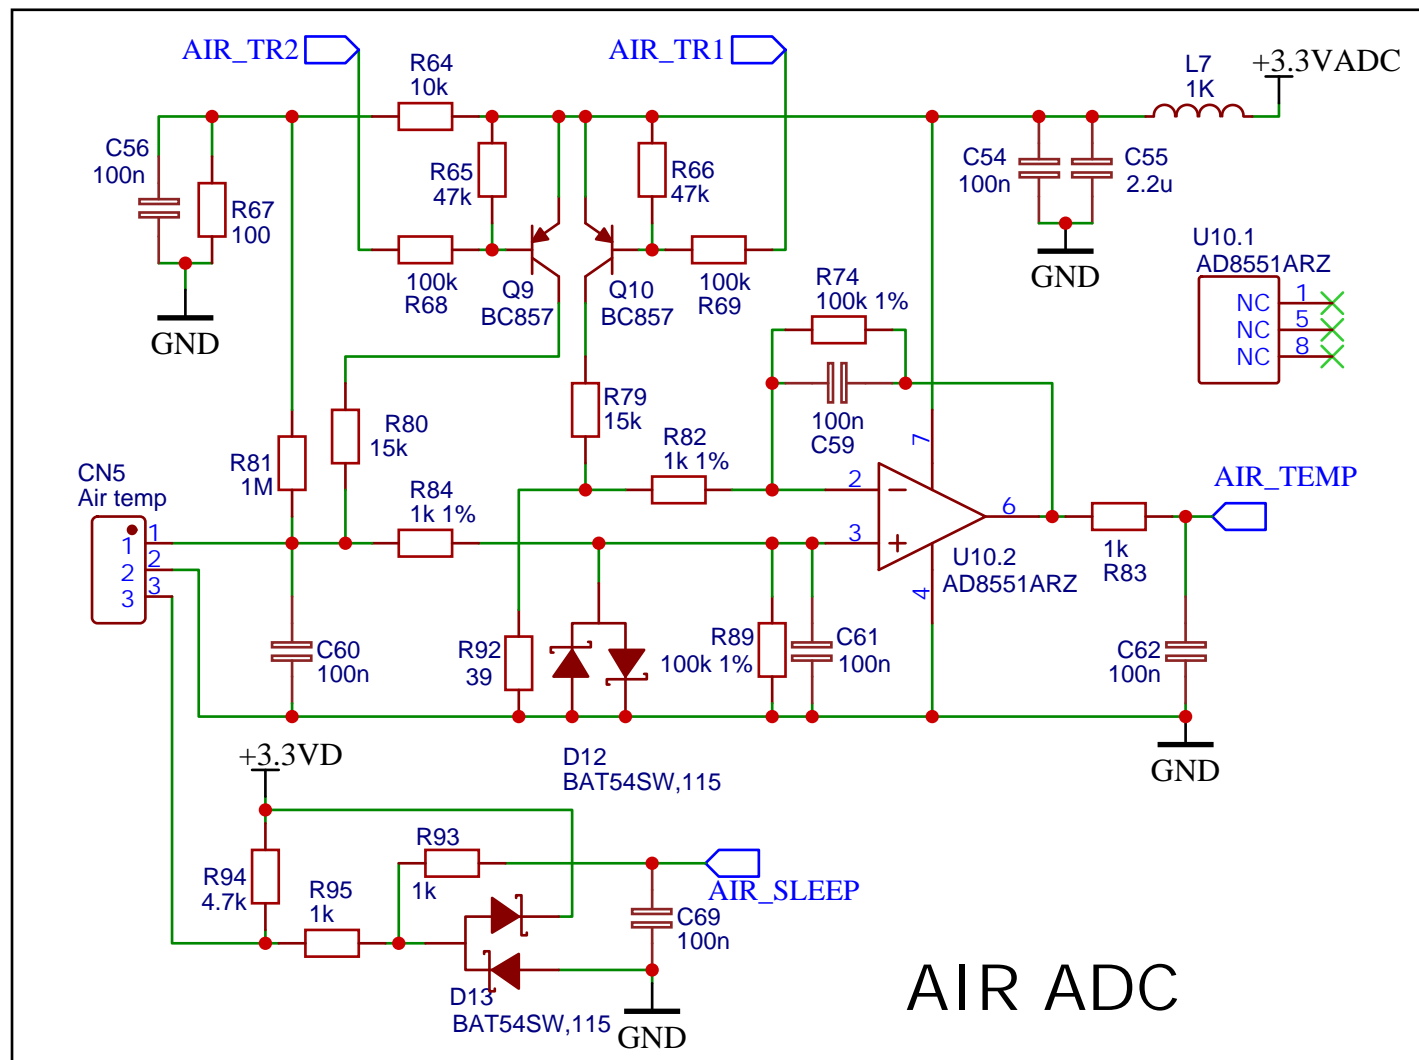 AIR_TR2
AIR_TR1
R64
10k
L7
1K
+3.3VADC
C56
100n
R65
47k
R66
47k
C54
100n
C55
2.2u
R67
100
GND
100k
R68
Q9
BC857
Q10
BC857
100k
R69
GND
U10.1
AD8551ARZ
NC 1
NC 5
NC 8
R74
100k 1%
100n
C59
R79
15k
R80
15k
R81
1M
R82
1k 1%
R84
1k 1%
CN5
Air temp
1 1
2 2
3 3
2
3
7
4
6
U10.2
AD8551ARZ
AIR_TEMP
1k
R83
C60
100n
R92
39
R89
100k 1%
C61
100n
C62
100n
GND
D12
BAT54SW,115
+3.3VD
R94
4.7k
R95
1k
R93
1k
AIR_SLEEP
C69
100n
D13
BAT54SW,115
GND
AIR ADC